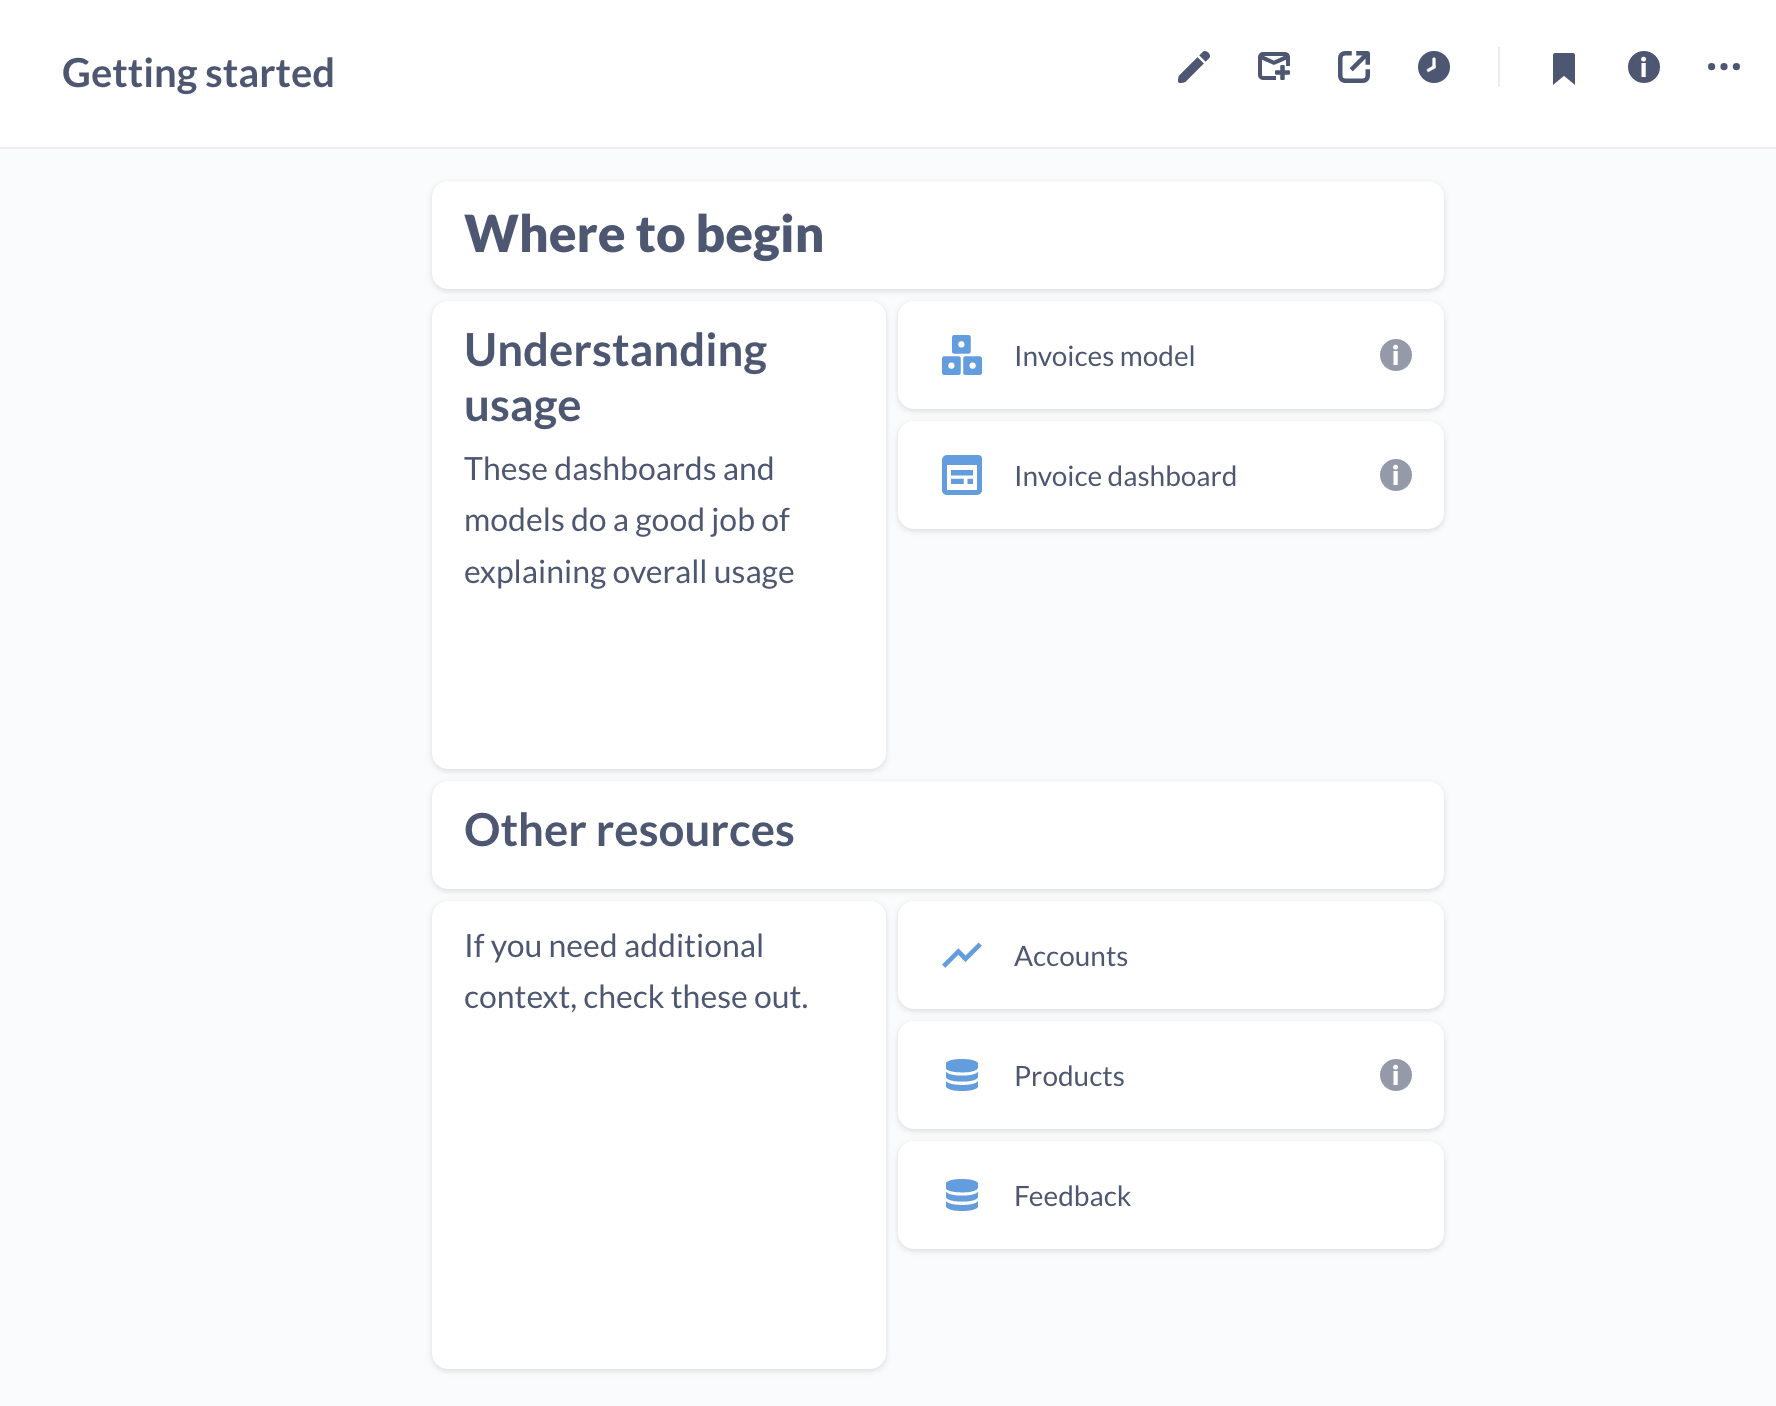 Getting started
Where to begin
Understanding
usage
These dashboards and
models do a good job of
explaining overall usage
Invoices model
Invoice dashboard
Other resources
If you need additional
context, check these out.
Accounts
Products
Feedback